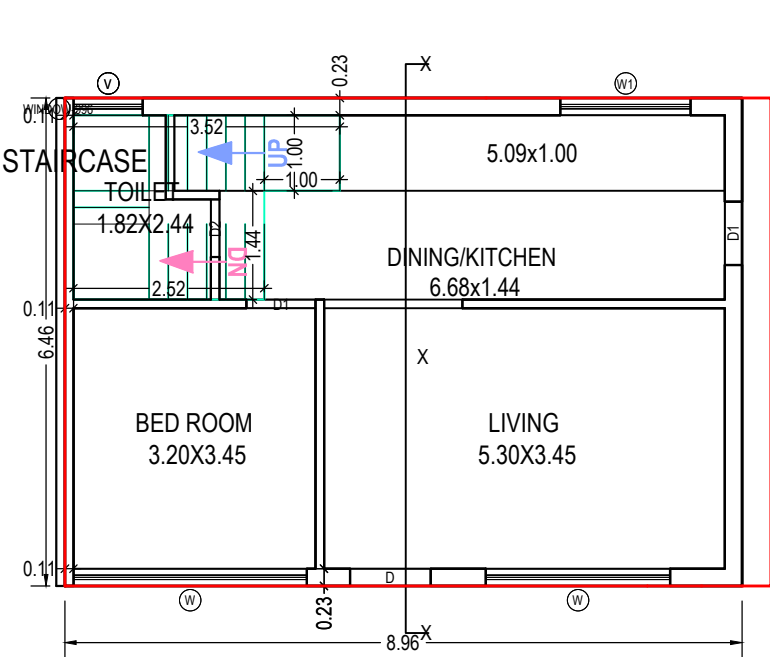 X
0.23
V
W1
0.11
3.52
UP
1.00
5.09x1.00
STAIRCASE
1.00
TOILET
1.82X2.44
D2
1.44
D1
DN
DINING/KITCHEN
2.52
6.68x1.44
0.11
D1
6.46
X
BED ROOM
LIVING
3.20X3.45
5.30X3.45
0.11
D
W
W
0.23
X
8.96